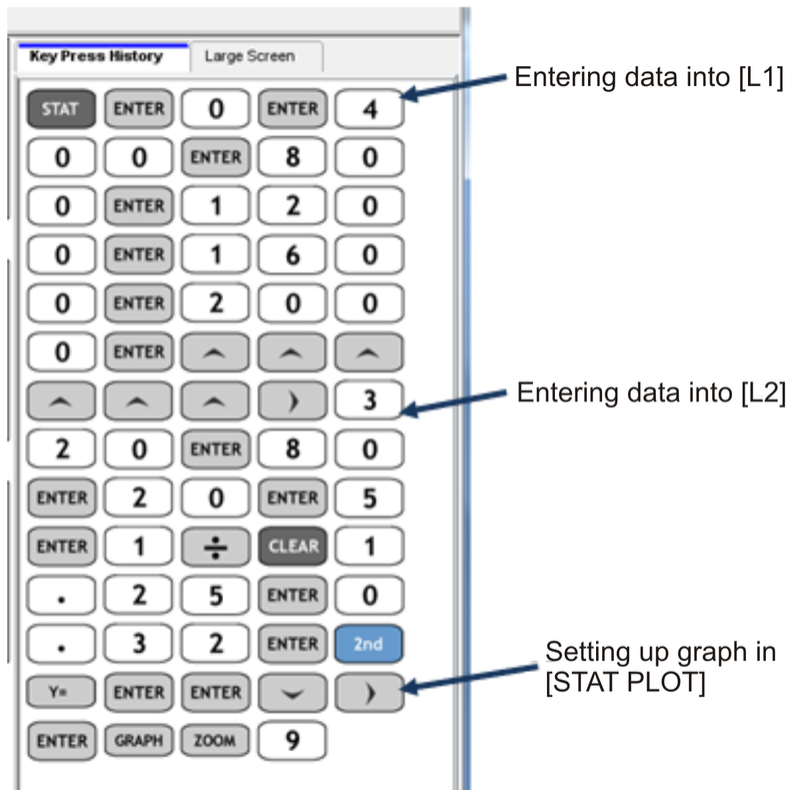 Key Press History Large Screen
STAT ENTER 0 ENTER 4 Entering data into [L1]
0 0 ENTER 8 0
0 ENTER 1 2 0
0 ENTER 1 6 0
0 ENTER 2 0 0
0 ENTER
3 Entering data into [L2]
2 0 ENTER 8 0
ENTER 2 0 ENTER 5
ENTER 1 ÷ CLEAR 1
. 2 5 ENTER 0
. 3 2 ENTER 2nd
Setting up graph in
[STAT PLOT]
Y= ENTER ENTER
ENTER GRAPH ZOOM 9